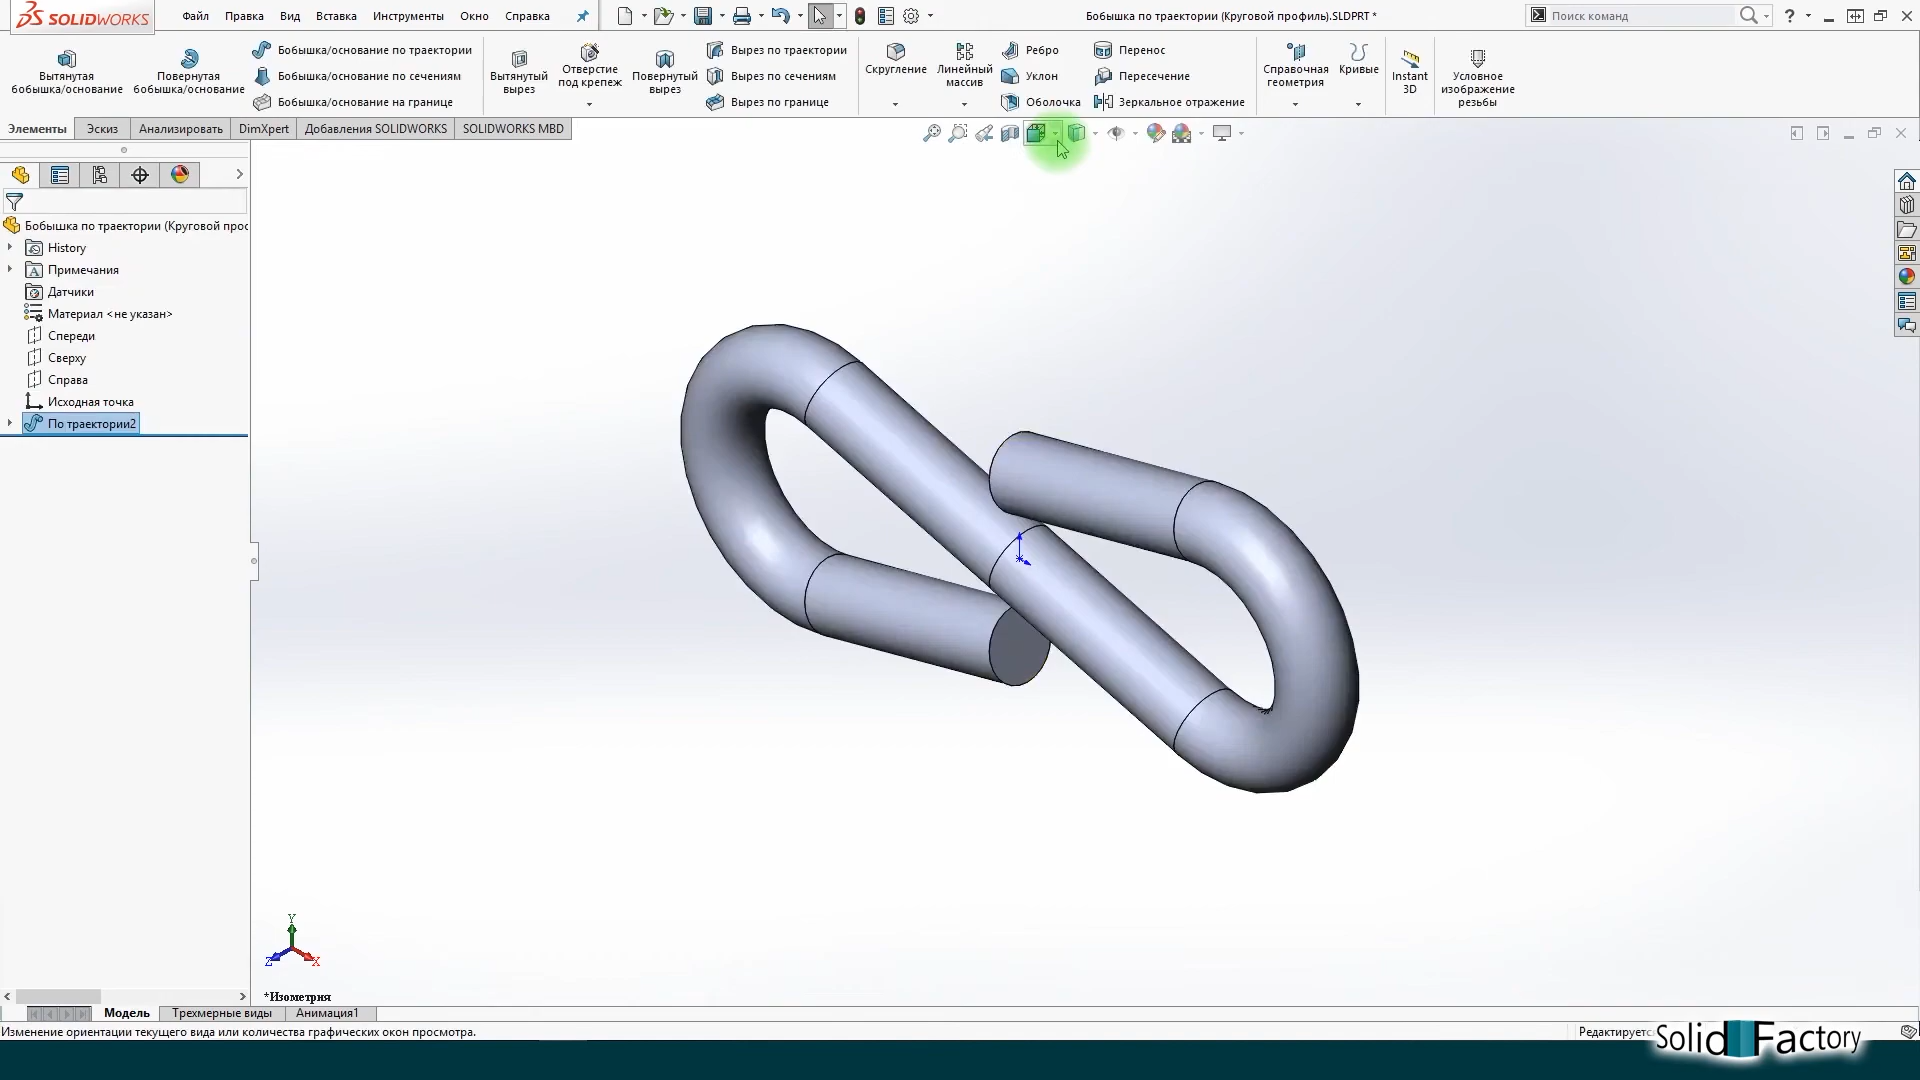 SOLIDWORKS
Файл Правка Вид Вставка Инструменты Окно Справка
Бобышка по траектории (Круговой профиль).SLDPRT *
Поиск команд
Вытянутая бобышка/основание
Повернутая бобышка/основание
Бобышка/основание по траектории
Бобышка/основание по сечениям
Бобышка/основание на границе
Вытянутый вырез
Отверстие под крепеж
Повернутый вырез
Вырез по траектории
Вырез по сечениям
Вырез по границе
Скругление
Линейный массив
Ребро
Уклон
Оболочка
Перенос
Пересечение
Зеркальное отражение
Справочная геометрия
Кривые
Instant 3D
Условное изображение резьбы
Элементы Эскиз Анализировать DimXpert Добавления SOLIDWORKS SOLIDWORKS MBD
Бобышка по траектории (Круговой проф
History
Примечания
Датчики
Материал <не указан>
Спереди
Сверху
Справа
Исходная точка
По траектории2
Y
Z
X
*Изометрия
Модель Трехмерные виды Анимация1
Изменение ориентации текущего вида или количества графических окон просмотра.
Редактируетс
Solid Factory